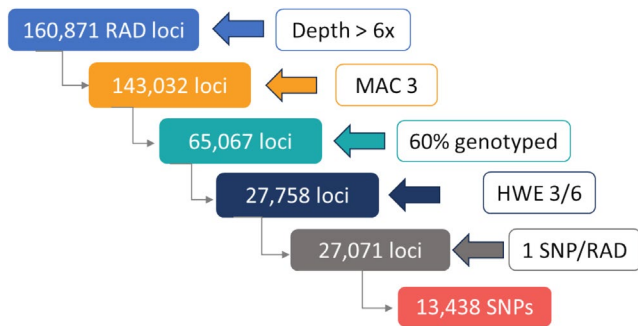 160,871 RAD loci
Depth > 6x
143,032 loci
MAC 3
65,067 loci
60% genotyped
27,758 loci
HWE 3/6
27,071 loci
1 SNP/RAD
13,438 SNPs